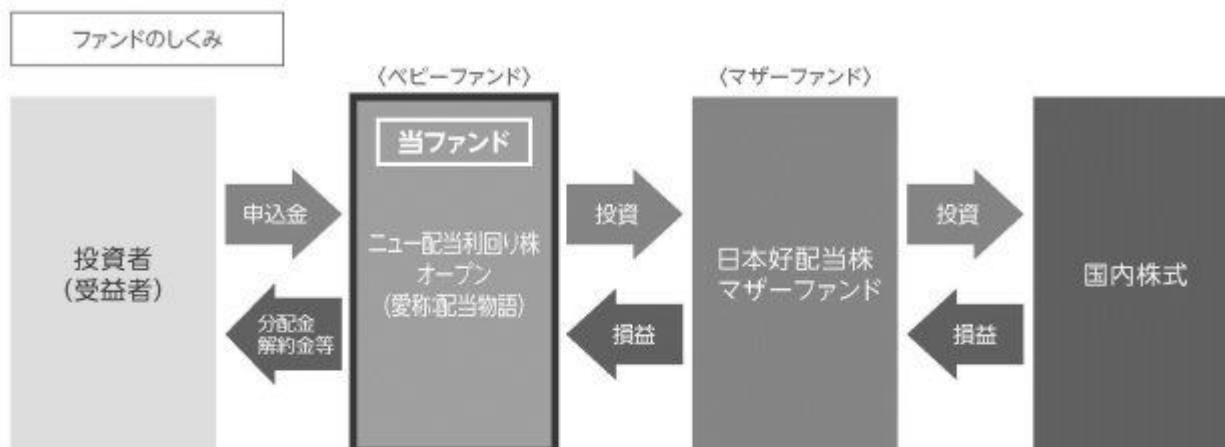 ファンドのしくみ
〈ベビーファンド〉
〈マザーファンド〉
投資者
(受益者)
申込金
分配金
解約金等
当ファンド
ニュー配当利回り株
オープン
(愛称:配当物語)
投資
損益
日本好配当株
マザーファンド
投資
損益
国内株式